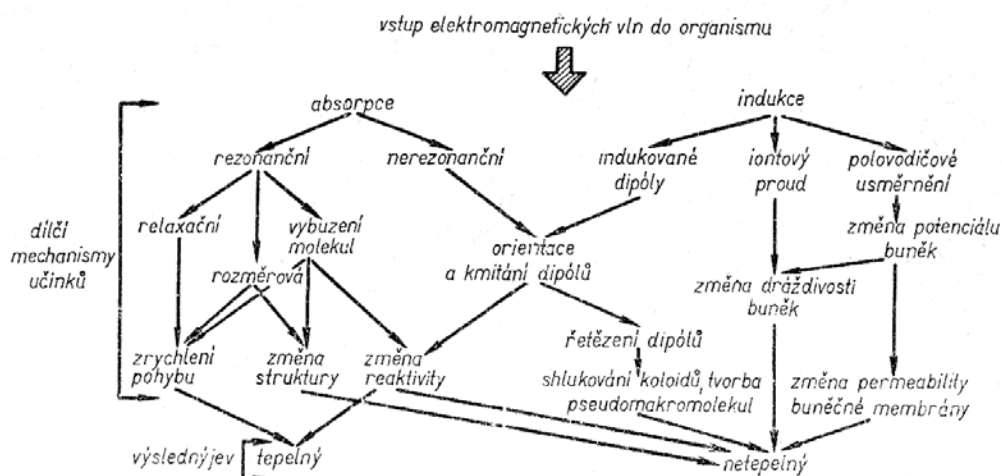 vstup elektromagnetických vln do organismu
absorpce
indukce
rezonanční
nerezonanční
indukované
dipóly
iontový
proud
polovodičové
usměrnění
dílčí
mechanismy
učinků
relaxační
vybuzení
molekul
orientace
a kmitání dipólů
změna potenciálu
buněk
rozměrová
změna dráždivosti
buněk
řetězení dipólů
zrychlení
pohybu
změna
struktury
změna
reaktivity
shlukování koloidů, tvorba
pseudomakromolekul
změna permeability
buněčné membrány
výsledný jev
tepelný
netepelný